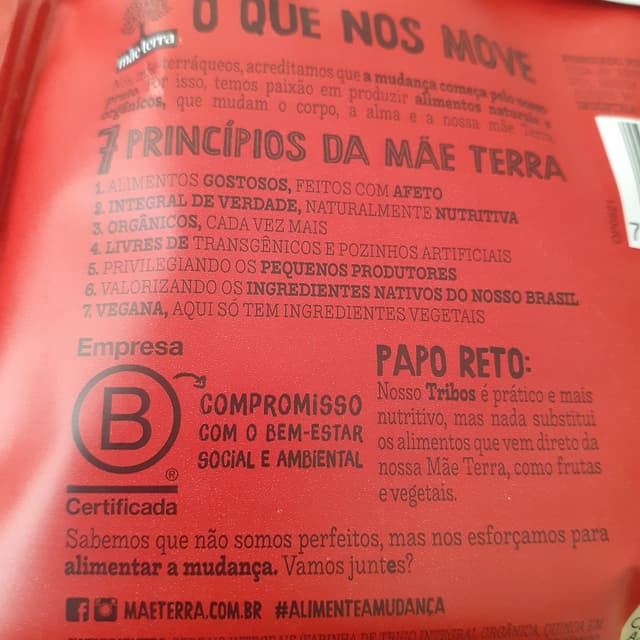 mãe terra
O QUE NOS MOVE
terráqueos, acreditamos que a mudança começa pelo
prato. Por isso, temos paixão em produzir alimentos naturais e
orgânicos, que mudam o corpo, a alma e a nossa mãe Terra.
7 PRINCÍPIOS DA MÃE TERRA
1. ALIMENTOS GOSTOSOS, FEITOS COM AFETO
2. INTEGRAL DE VERDADE, NATURALMENTE NUTRITIVA
3. ORGÂNICOS, CADA VEZ MAIS
4. LIVRES DE TRANSGÊNICOS E POZINHOS ARTIFICIAIS
5. PRIVILEGIANDO OS PEQUENOS PRODUTORES
6. VALORIZANDO OS INGREDIENTES NATIVOS DO NOSSO BRASIL
7. VEGANA, AQUI SÓ TEM INGREDIENTES VEGETAIS
Empresa
B
®
Certificada
COMPROMISSO
COM O BEM-ESTAR
SOCIAL E AMBIENTAL
PAPO RETO:
Nosso Tribos é prático e mais
nutritivo, mas nada substitui
os alimentos que vem direto da
nossa Mãe Terra, como frutas
e vegetais.
Sabemos que não somos perfeitos, mas nos esforçamos para
alimentar a mudança. Vamos juntes?
MAETERRA.COM.BR #ALIMENTEAMUDANÇA
7